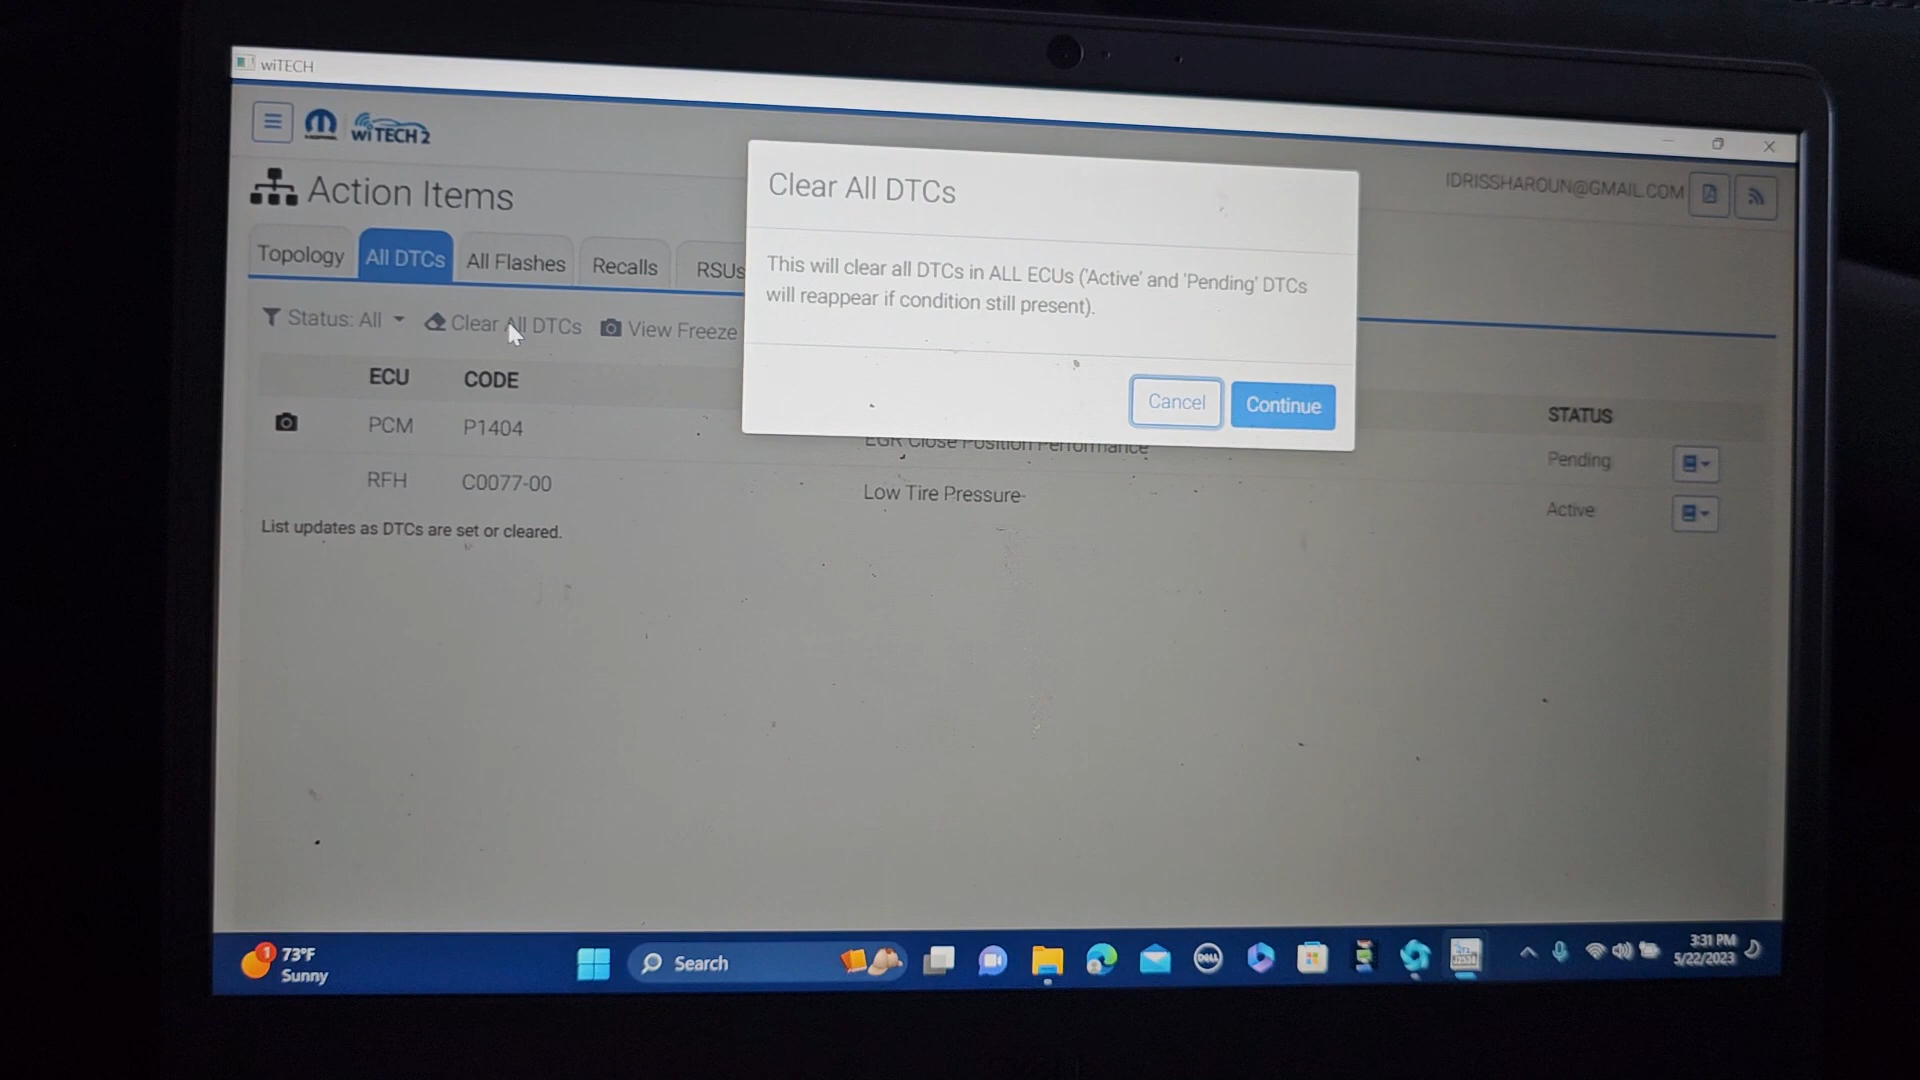 wiTECH
wiTECH 2
IDRISSHAROUN@GMAIL.COM
Action Items
Topology
All DTCs
All Flashes
Recalls
RSUs
Status: All
Clear All DTCs
View Freeze
Clear All DTCs
This will clear all DTCs in ALL ECUs ('Active' and 'Pending' DTCs
will reappear if condition still present).
Cancel
Continue
ECU CODE STATUS
PCM P1404 EGR Close Position Performance Pending
RFH C0077-00 Low Tire Pressure- Active
List updates as DTCs are set or cleared.
1
73°F
Sunny
Search
DELL
3:31 PM
5/22/2023